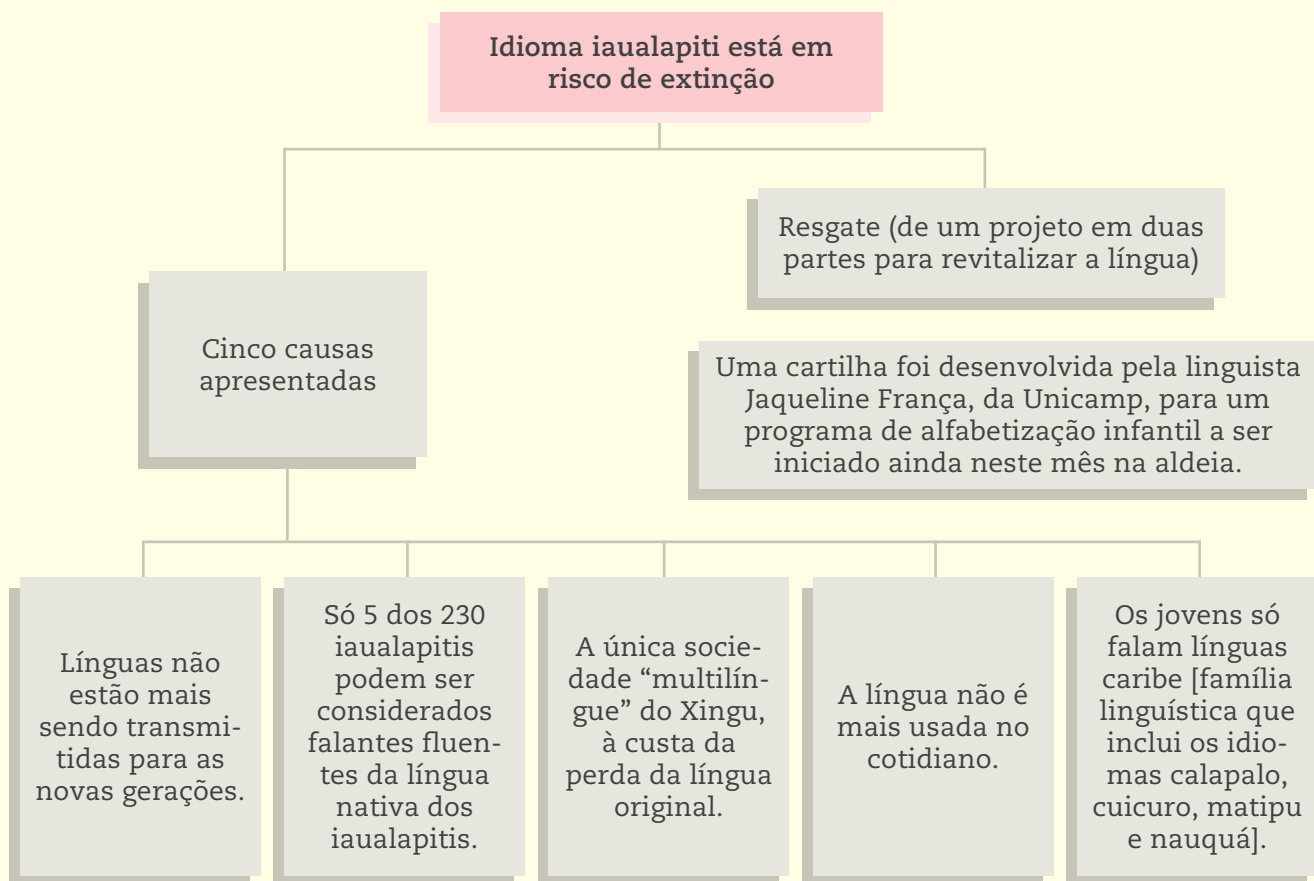 Idioma iaualapiti está em
risco de extinção
Resgate (de um projeto em duas
partes para revitalizar a língua)
Cinco causas
apresentadas
Uma cartilha foi desenvolvida pela linguista
Jaqueline França, da Unicamp, para um
programa de alfabetização infantil a ser
iniciado ainda neste mês na aldeia.
Línguas não
estão mais
sendo transmi-
tidas para as
novas gerações.
Só 5 dos 230
iaualapitis
podem ser
considerados
falantes fluen-
tes da língua
nativa dos
iaualapitis.
A única socie-
dade “multilín-
gue” do Xingu,
à custa da
perda da língua
original.
A língua não é
mais usada no
cotidiano.
Os jovens só
falam línguas
caribe [família
linguística que
inclui os idio-
mas calapalo,
cuicuro, matipu
e nauquá].